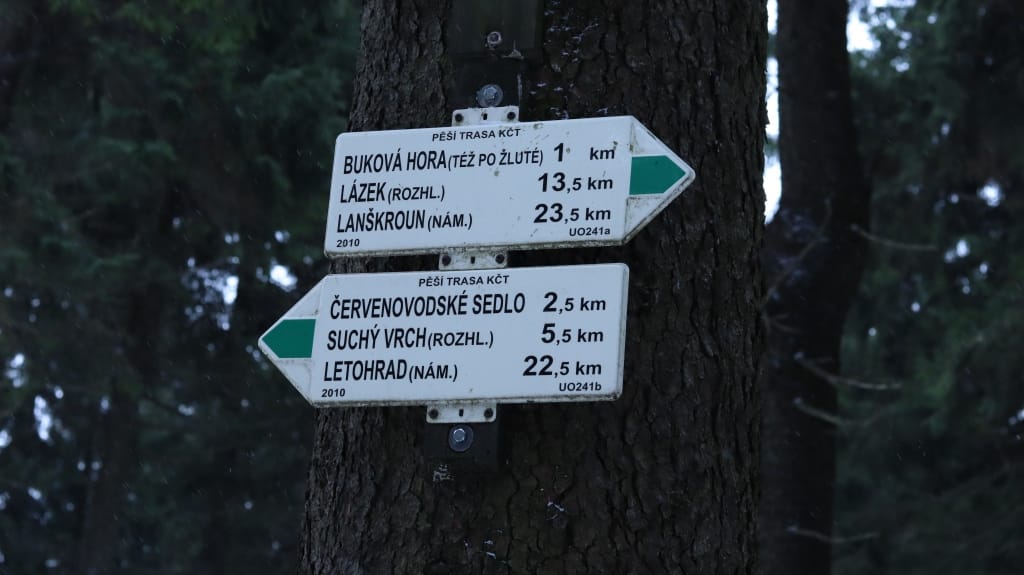 PĚŠÍ TRASA KČT
BUKOVÁ HORA (TÉŽ PO ŽLUTÉ) 1 km
LÁZEK (ROZHL.) 13,5 km
LANŠKROUN (NÁM.) 23,5 km
2010 UO241a
PĚŠÍ TRASA KČT
ČERVENOVODSKÉ SEDLO 2,5 km
SUCHÝ VRCH (ROZHL.) 5,5 km
LETOHRAD (NÁM.) 22,5 km
2010 UO241b